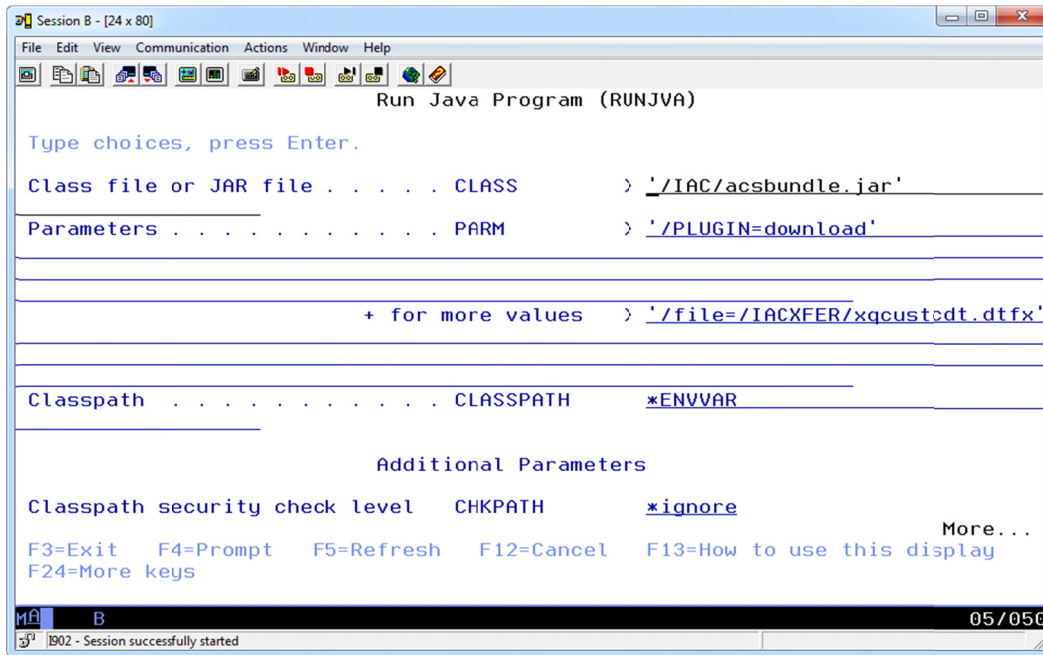 Session B - [24 x 80]
File Edit View Communication Actions Window Help
Run Java Program (RUNJVA)
Type choices, press Enter.
Class file or JAR file . . . . . CLASS > '/IAC/acsbundle.jar'
Parameters . . . . . . . . . . . PARM > '/PLUGIN=download'
+ for more values > '/file=/IACXFER/xqcustcdt.dtfx'
Classpath . . . . . . . . . . . CLASSPATH *ENVVAR
Additional Parameters
Classpath security check level CHKPATH *ignore
More...
F3=Exit F4=Prompt F5=Refresh F12=Cancel F13=How to use this display
F24=More keys
MA B 05/050
I902 - Session successfully started